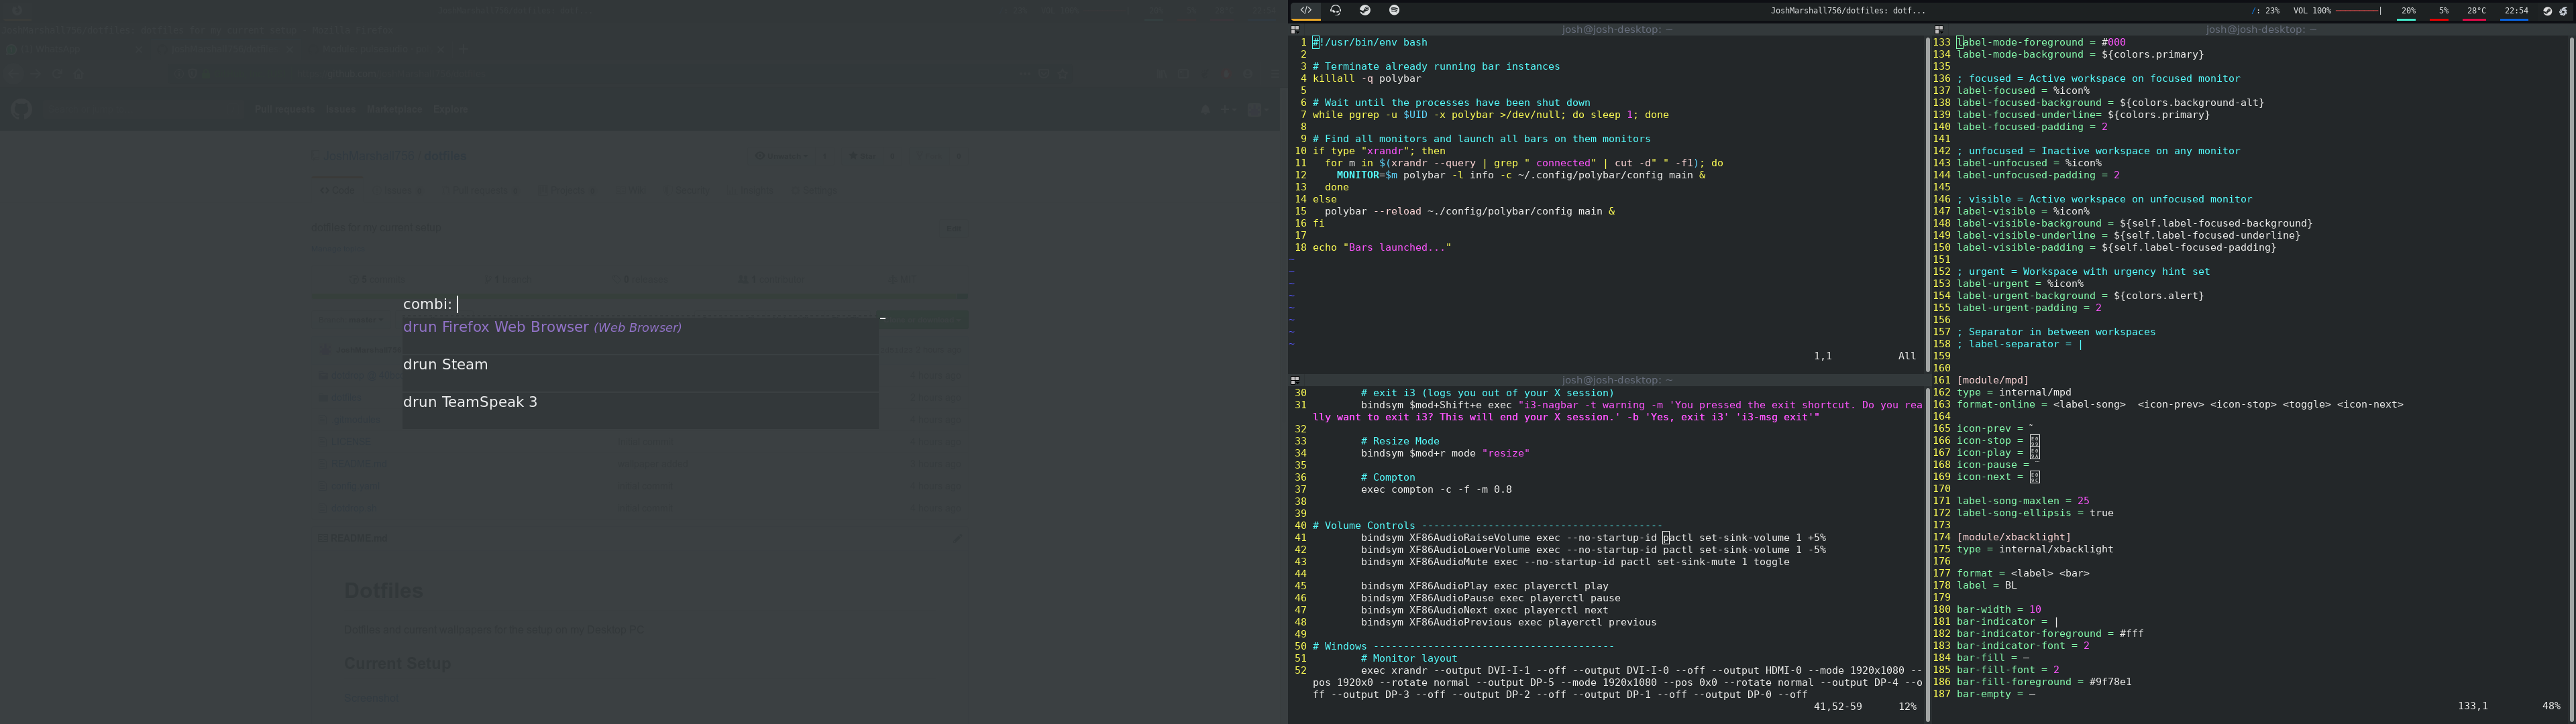 Pull requests Issues Marketplace Explore
JoshMarshall756 / dotfiles
Code
dotfiles for my current setup
README.md
Dotfiles
Current Setup
combi:
drun Firefox Web Browser (Web Browser)
drun Steam
drun TeamSpeak 3
JoshMarshall756/dotfiles: dotf...
/: 23% VOL 100% 20% 5% 28°C 22:54
josh@josh-desktop: ~
1 #!/usr/bin/env bash
2
3 # Terminate already running bar instances
4 killall -q polybar
5
6 # Wait until the processes have been shut down
7 while pgrep -u $UID -x polybar >/dev/null; do sleep 1; done
8
9 # Find all monitors and launch all bars on them monitors
10 if type "xrandr"; then
11   for m in $(xrandr --query | grep " connected" | cut -d" " -f1); do
12     MONITOR=$m polybar -l info -c ~/.config/polybar/config main &
13   done
14 else
15   polybar --reload ~./config/polybar/config main &
16 fi
17
18 echo "Bars launched..."
~
~
~
~
~
~
~
~
1,1 All
josh@josh-desktop: ~
30 # exit i3 (logs you out of your X session)
31 bindsym $mod+Shift+e exec "i3-nagbar -t warning -m 'You pressed the exit shortcut. Do you rea
lly want to exit i3? This will end your X session.' -b 'Yes, exit i3' 'i3-msg exit'"
32
33 # Resize Mode
34 bindsym $mod+r mode "resize"
35
36 # Compton
37 exec compton -c -f -m 0.8
38
39
40 # Volume Controls ----------------------------------------
41 bindsym XF86AudioRaiseVolume exec --no-startup-id pactl set-sink-volume 1 +5%
42 bindsym XF86AudioLowerVolume exec --no-startup-id pactl set-sink-volume 1 -5%
43 bindsym XF86AudioMute exec --no-startup-id pactl set-sink-mute 1 toggle
44
45 bindsym XF86AudioPlay exec playerctl play
46 bindsym XF86AudioPause exec playerctl pause
47 bindsym XF86AudioNext exec playerctl next
48 bindsym XF86AudioPrevious exec playerctl previous
49
50 # Windows ----------------------------------------
51 # Monitor layout
52 exec xrandr --output DVI-I-1 --off --output DVI-I-0 --off --output HDMI-0 --mode 1920x1080 --
pos 1920x0 --rotate normal --output DP-5 --mode 1920x1080 --pos 0x0 --rotate normal --output DP-4 --o
ff --output DP-3 --off --output DP-2 --off --output DP-1 --off --output DP-0 --off
41,52-59 12%
josh@josh-desktop: ~
133 label-mode-foreground = #000
134 label-mode-background = ${colors.primary}
135
136 ; focused = Active workspace on focused monitor
137 label-focused = %icon%
138 label-focused-background = ${colors.background-alt}
139 label-focused-underline= ${colors.primary}
140 label-focused-padding = 2
141
142 ; unfocused = Inactive workspace on any monitor
143 label-unfocused = %icon%
144 label-unfocused-padding = 2
145
146 ; visible = Active workspace on unfocused monitor
147 label-visible = %icon%
148 label-visible-background = ${self.label-focused-background}
149 label-visible-underline = ${self.label-focused-underline}
150 label-visible-padding = ${self.label-focused-padding}
151
152 ; urgent = Workspace with urgency hint set
153 label-urgent = %icon%
154 label-urgent-background = ${colors.alert}
155 label-urgent-padding = 2
156
157 ; Separator in between workspaces
158 ; label-separator = |
159
160
161 [module/mpd]
162 type = internal/mpd
163 format-online = <label-song>  <icon-prev> <icon-stop> <toggle> <icon-next>
164
165 icon-prev =
166 icon-stop =
167 icon-play =
168 icon-pause =
169 icon-next =
170
171 label-song-maxlen = 25
172 label-song-ellipsis = true
173
174 [module/xbacklight]
175 type = internal/xbacklight
176
177 format = <label> <bar>
178 label = BL
179
180 bar-width = 10
181 bar-indicator = |
182 bar-indicator-foreground = #fff
183 bar-indicator-font = 2
184 bar-fill = ─
185 bar-fill-font = 2
186 bar-fill-foreground = #9f78e1
187 bar-empty = ─
133,1 48%